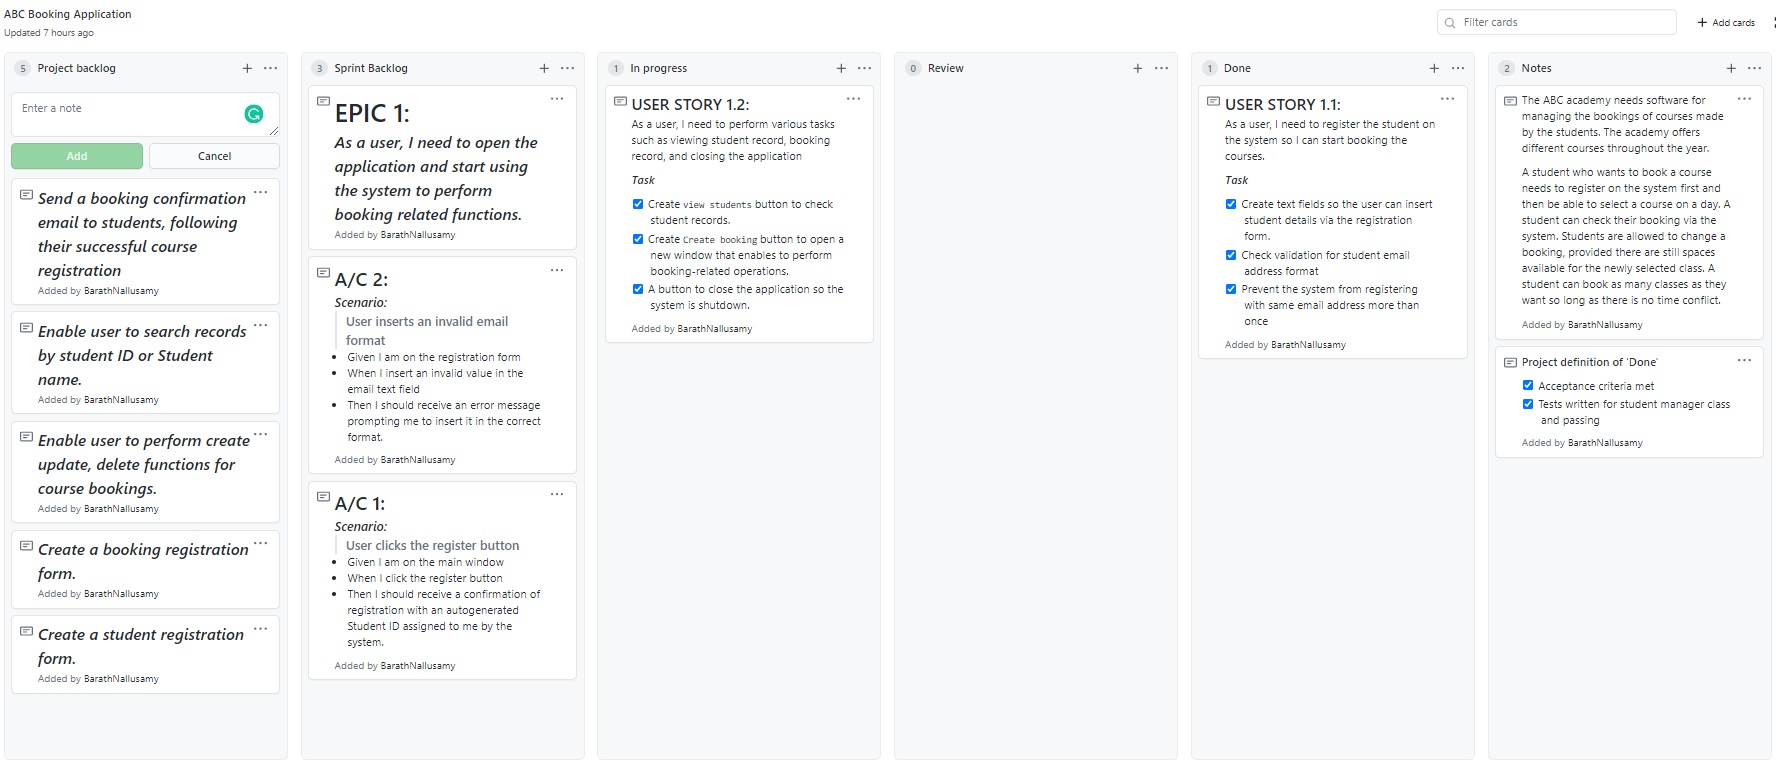 ABC Booking Application
Updated 7 hours ago
Filter cards
Add cards
5 Project backlog
Enter a note
Add
Cancel
Send a booking confirmation
email to students, following
their successful course
registration
Added by BarathNallusamy
Enable user to search records
by student ID or Student
name.
Added by BarathNallusamy
Enable user to perform create
update, delete functions for
course bookings.
Added by BarathNallusamy
Create a booking registration
form.
Added by BarathNallusamy
Create a student registration
form.
Added by BarathNallusamy
3 Sprint Backlog
EPIC 1:
As a user, I need to open the
application and start using
the system to perform
booking related functions.
Added by BarathNallusamy
A/C 2:
Scenario:
User inserts an invalid email
format
Given I am on the registration form
When I insert an invalid value in the
email text field
Then I should receive an error message
prompting me to insert it in the correct
format.
Added by BarathNallusamy
A/C 1:
Scenario:
User clicks the register button
Given I am on the main window
When I click the register button
Then I should receive a confirmation of
registration with an autogenerated
Student ID assigned to me by the
system.
Added by BarathNallusamy
1 In progress
USER STORY 1.2:
As a user, I need to perform various tasks
such as viewing student record, booking
record, and closing the application
Task
Create view students button to check
student records.
Create Create booking button to open a
new window that enables to perform
booking-related operations.
A button to close the application so the
system is shutdown.
Added by BarathNallusamy
0 Review
1 Done
USER STORY 1.1:
As a user, I need to register the student on
the system so I can start booking the
courses.
Task
Create text fields so the user can insert
student details via the registration
form.
Check validation for student email
address format
Prevent the system from registering
with same email address more than
once
Added by BarathNallusamy
2 Notes
The ABC academy needs software for
managing the bookings of courses made
by the students. The academy offers
different courses throughout the year.
A student who wants to book a course
needs to register on the system first and
then be able to select a course on a day. A
student can check their booking via the
system. Students are allowed to change a
booking, provided there are still spaces
available for the newly selected class. A
student can book as many classes as they
want so long as there is no time conflict.
Added by BarathNallusamy
Project definition of 'Done'
Acceptance criteria met
Tests written for student manager class
and passing
Added by BarathNallusamy